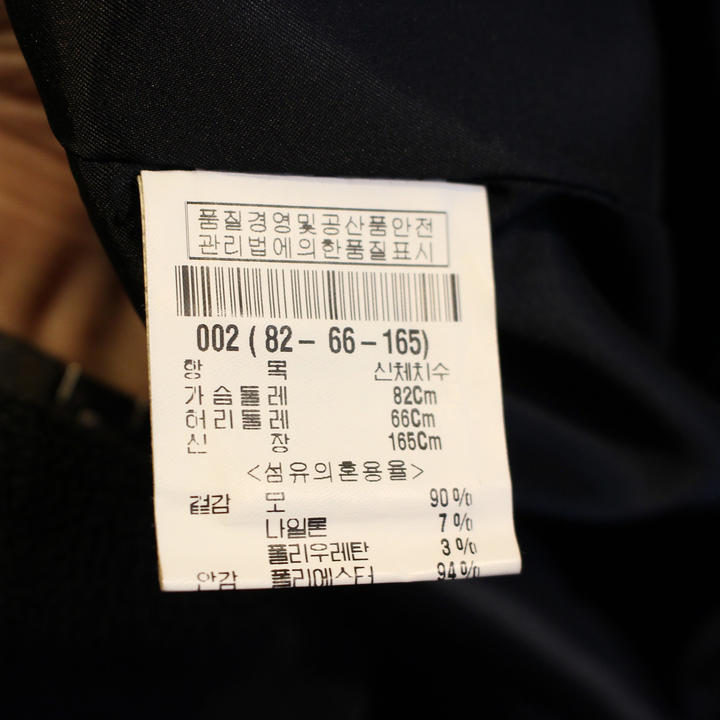 품질경영및공산품안전
관리법에의한품질표시
002 ( 82 – 66 – 165)
항 목 신체치수
가슴둘레 82Cm
허리둘레 66Cm
신 장 165Cm
<섬유의혼용율>
겉감 모 90 %
나일론 7 %
폴리우레탄 3 %
안감 폴리에스터 94 %